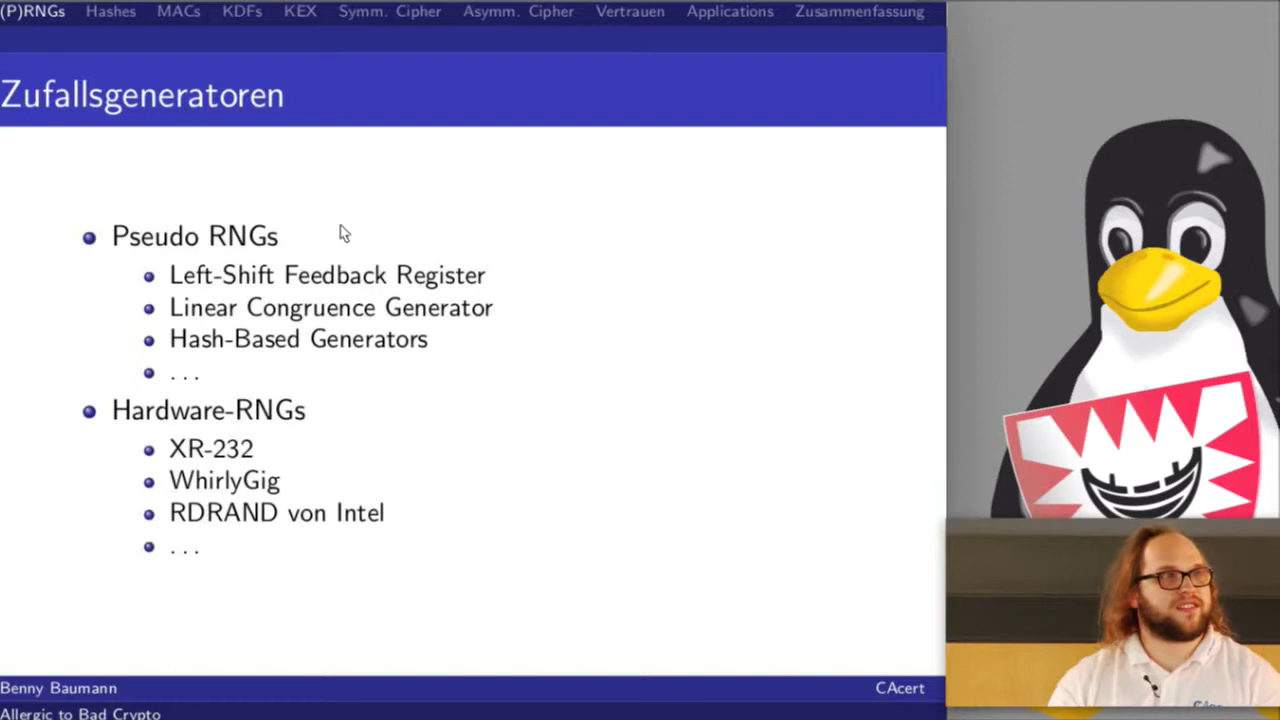 (P)RNGs Hashes MACs KDFs KEX Symm. Cipher Asymm. Cipher Vertrauen Applications Zusammenfassung
Zufallsgeneratoren
Pseudo RNGs
Left-Shift Feedback Register
Linear Congruence Generator
Hash-Based Generators
. . .
Hardware-RNGs
XR-232
WhirlyGig
RDRAND von Intel
. . .
Benny Baumann CAcert
Allergic to Bad Crypto